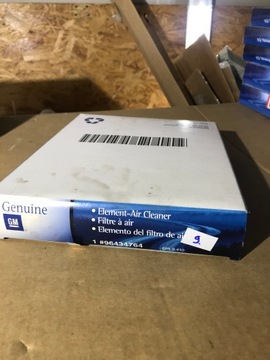 Genuine
GM
• Element-Air Cleaner
• Filtre à air
• Elemento del filtro de
1 #96434764
9